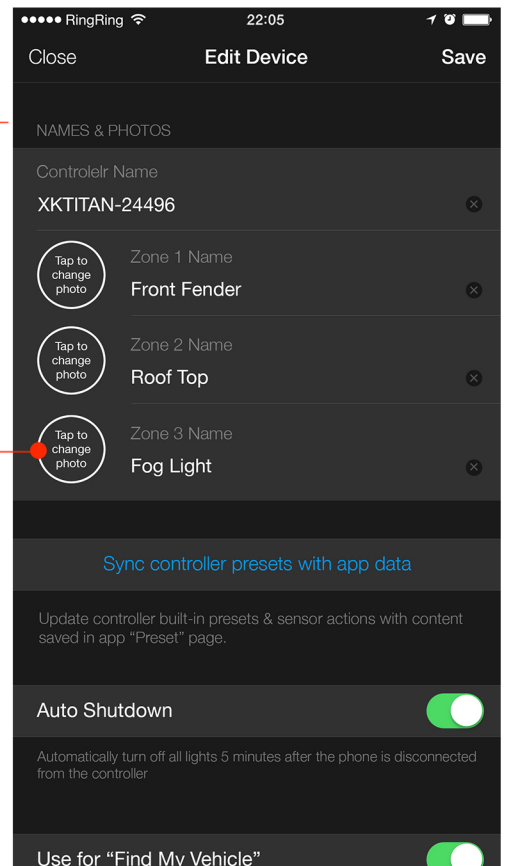 RingRing 22:05
Close Edit Device Save
NAMES & PHOTOS
Controlelr Name
XKTITAN-24496
Tap to
change
photo
Zone 1 Name
Front Fender
Tap to
change
photo
Zone 2 Name
Roof Top
Tap to
change
photo
Zone 3 Name
Fog Light
Sync controller presets with app data
Update controller built-in presets & sensor actions with content
saved in app “Preset” page.
Auto Shutdown
Automatically turn off all lights 5 minutes after the phone is disconnected
from the controller
Use for “Find My Vehicle”